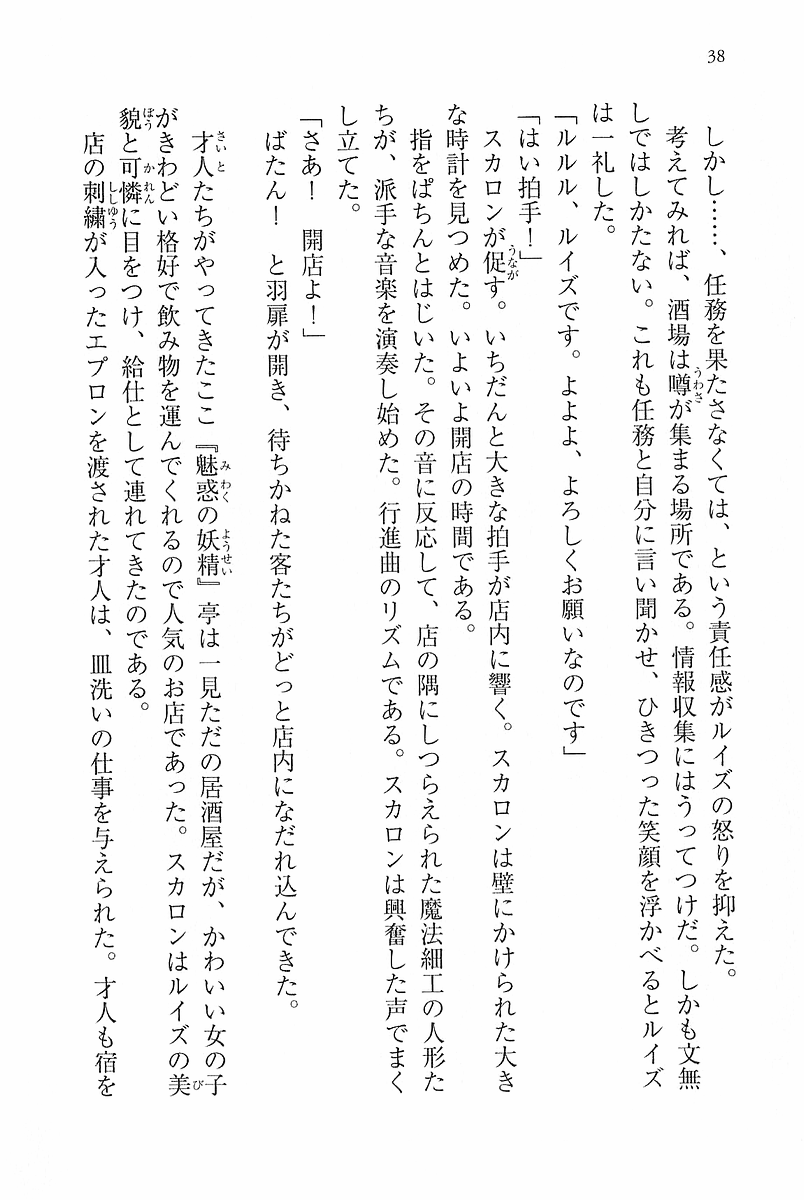 38
しかし……、任務を果たさなくては、という責任感がルイズの怒りを抑えた。
考えてみれば、酒場は噂が集まる場所である。情報収集にはうってつけだ。しかも文無
しではしかたない。これも任務と自分に言い聞かせ、ひきつった笑顔を浮かべるとルイズ
は一礼した。
「ルルル、ルイズです。よよよ、よろしくお願いなのです」
「はい拍手！」
スカロンが促す。いちだんと大きな拍手が店内に響く。スカロンは壁にかけられた大き
な時計を見つめた。いよいよ開店の時間である。
指をぱちんとはじいた。その音に反応して、店の隅にしつらえられた魔法細工の人形た
ちが、派手な音楽を演奏し始めた。行進曲のリズムである。スカロンは興奮した声でまく
し立てた。
「さあ！　開店よ！」
ばたん！　と羽扉が開き、待ちかねた客たちがどっと店内になだれ込んできた。
才人たちがやってきたここ『魅惑の妖精』亭は一見ただの居酒屋だが、かわいい女の子
がきわどい格好で飲み物を運んでくれるので人気のお店であった。スカロンはルイズの美
貌と可憐に目をつけ、給仕として連れてきたのである。
店の刺繍が入ったエプロンを渡された才人は、皿洗いの仕事を与えられた。才人も宿を